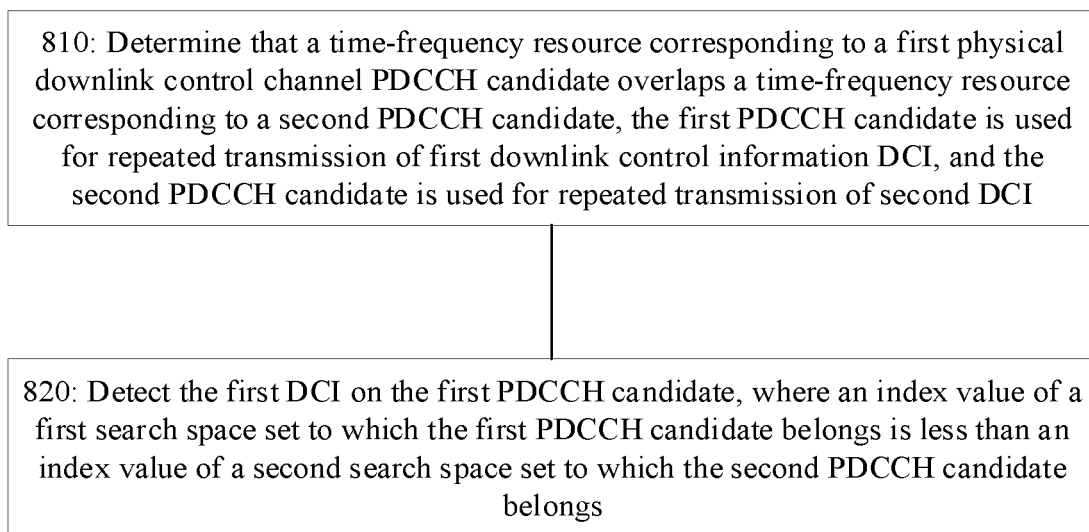 810: Determine that a time-frequency resource corresponding to a first physical
downlink control channel PDCCH candidate overlaps a time-frequency resource
corresponding to a second PDCCH candidate, the first PDCCH candidate is used
for repeated transmission of first downlink control information DCI, and the
second PDCCH candidate is used for repeated transmission of second DCI
820: Detect the first DCI on the first PDCCH candidate, where an index value of a
first search space set to which the first PDCCH candidate belongs is less than an
index value of a second search space set to which the second PDCCH candidate
belongs